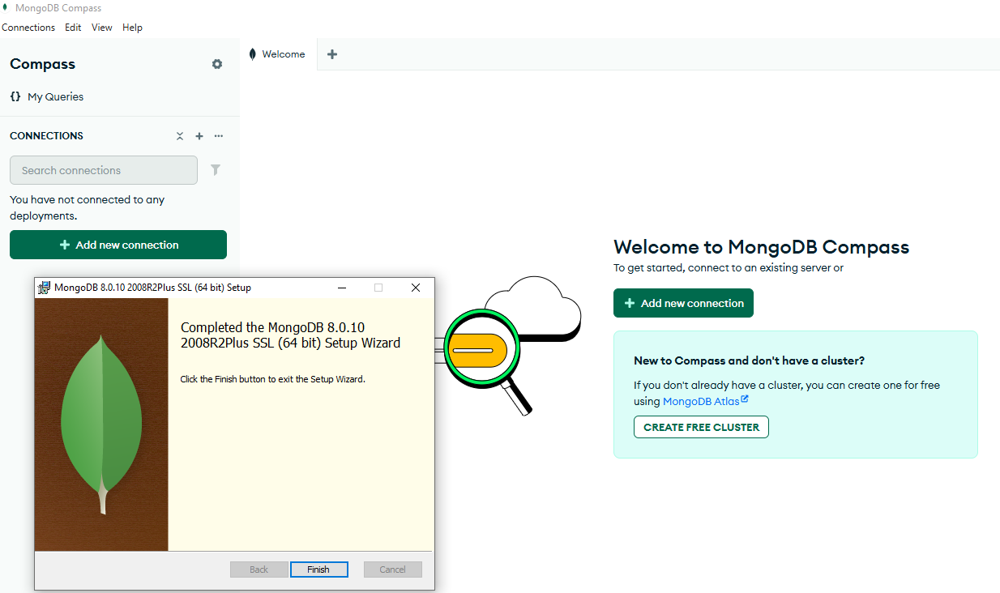 MongoDB Compass
Connections Edit View Help
Compass
{} My Queries
CONNECTIONS
Search connections
You have not connected to any
deployments.
+ Add new connection
Welcome
Welcome to MongoDB Compass
To get started, connect to an existing server or
+ Add new connection
New to Compass and don't have a cluster?
If you don't already have a cluster, you can create one for free
using MongoDB Atlas
CREATE FREE CLUSTER
MongoDB 8.0.10 2008R2Plus SSL (64 bit) Setup
Completed the MongoDB 8.0.10
2008R2Plus SSL (64 bit) Setup Wizard
Click the Finish button to exit the Setup Wizard.
Back Finish Cancel